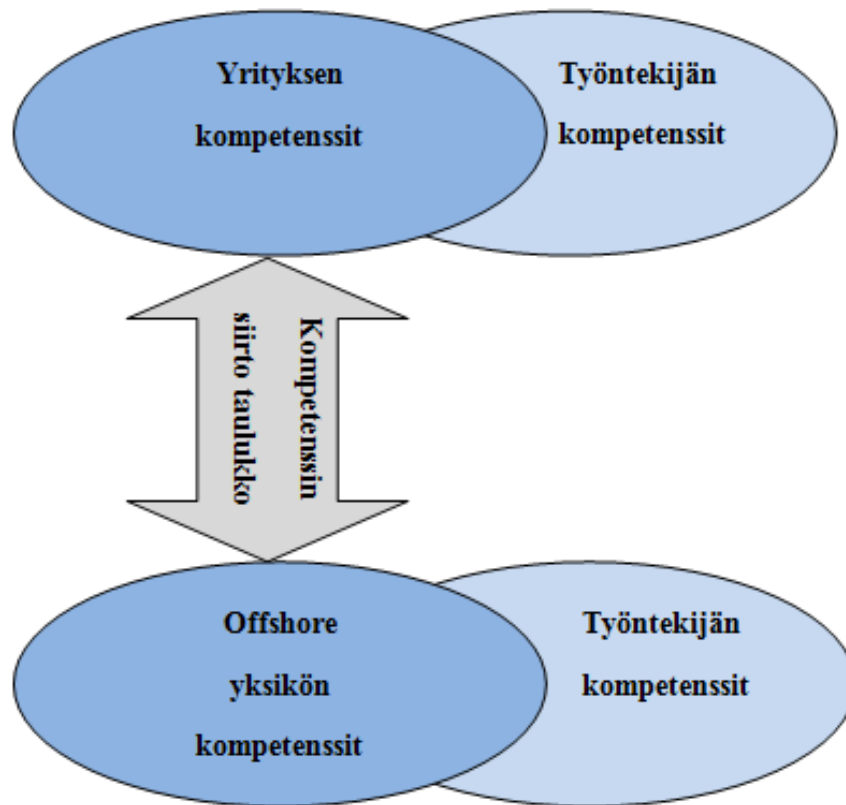 Yrityksen
kompetenssit
Työntekijän
kompetenssit
Kompetenssin
siirto taulukko
Offshore
yksikön
kompetenssit
Työntekijän
kompetenssit